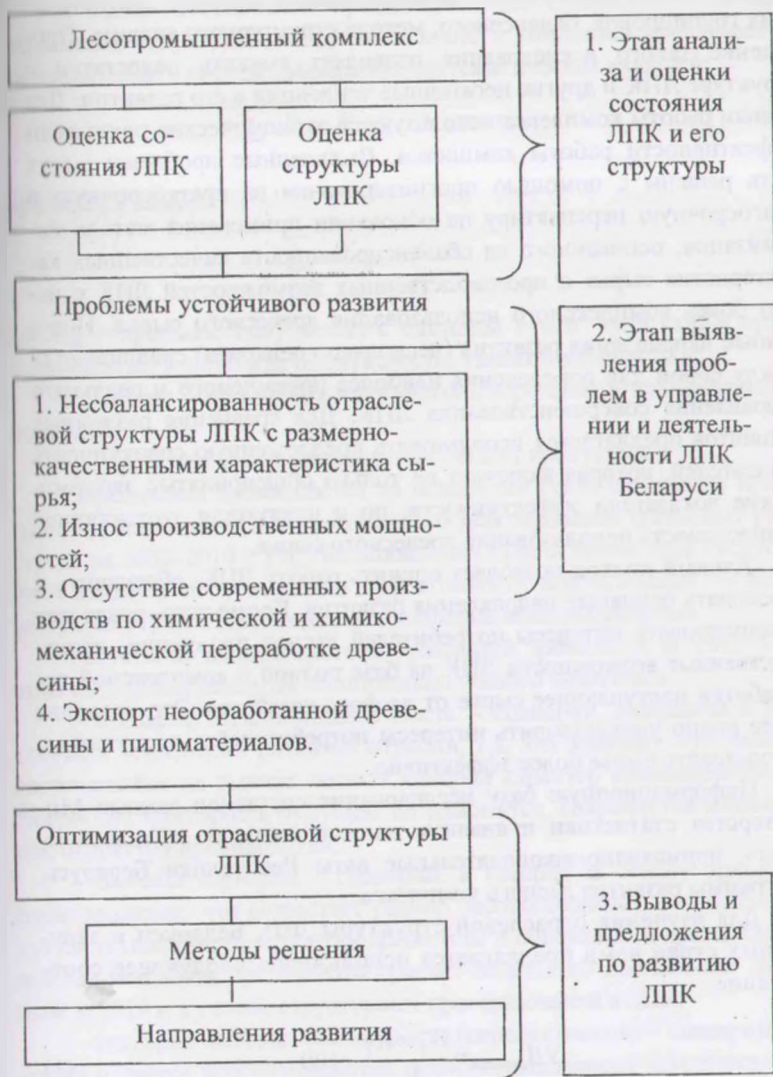 Лесопромышленный комплекс
Оценка со-
стояния ЛПК
Оценка
структуры
ЛПК
1. Этап анали-
за и оценки
состояния
ЛПК и его
структуры
Проблемы устойчивого развития
1. Несбалансированность отрасле-
вой структуры ЛПК с размерно-
качественными характеристика сы-
рья;
2. Износ производственных мощно-
стей;
3. Отсутствие современных произ-
водств по химической и химико-
механической переработке древе-
сины;
4. Экспорт необработанной древе-
сины и пиломатериалов.
2. Этап выяв-
ления проб-
лем в управле-
нии и деятель-
ности ЛПК
Беларуси
Оптимизация отраслевой структуры
ЛПК
Методы решения
Направления развития
3. Выводы и
предложения
по развитию
ЛПК